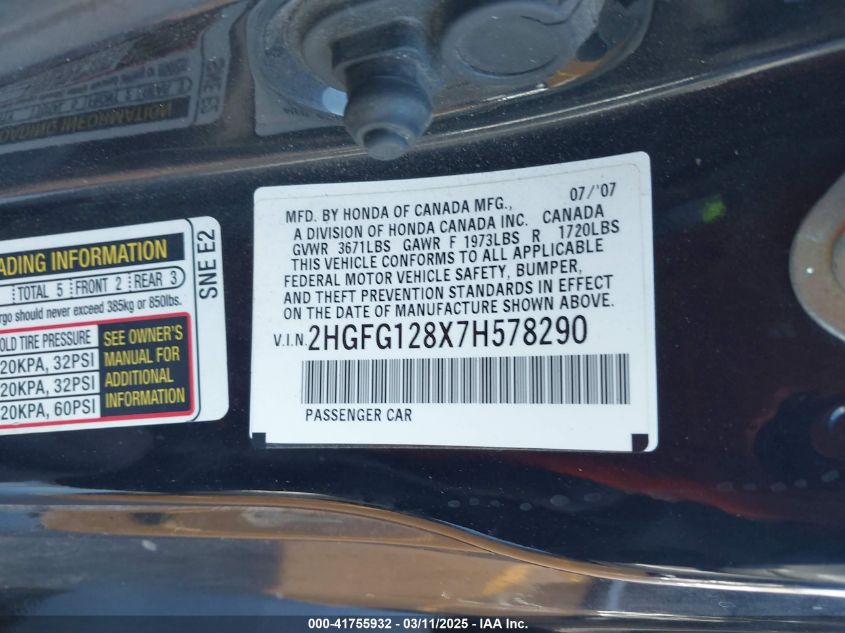 ADING INFORMATION
TOTAL 5 FRONT 2 REAR 3
rgo should never exceed 385kg or 850lbs.
OLD TIRE PRESSURE
20KPA, 32PSI
20KPA, 32PSI
20KPA, 60PSI
SEE OWNER'S
MANUAL FOR
ADDITIONAL
INFORMATION
SNE E2
MFD. BY HONDA OF CANADA MFG., 07/'07
A DIVISION OF HONDA CANADA INC. CANADA
GVWR 3671LBS GAWR F 1973LBS R 1720LBS
THIS VEHICLE CONFORMS TO ALL APPLICABLE
FEDERAL MOTOR VEHICLE SAFETY, BUMPER,
AND THEFT PREVENTION STANDARDS IN EFFECT
ON THE DATE OF MANUFACTURE SHOWN ABOVE.
V.I.N. 2HGFG128X7H578290
PASSENGER CAR
000-41755932 - 03/11/2025 - WWW.IAAI.COM